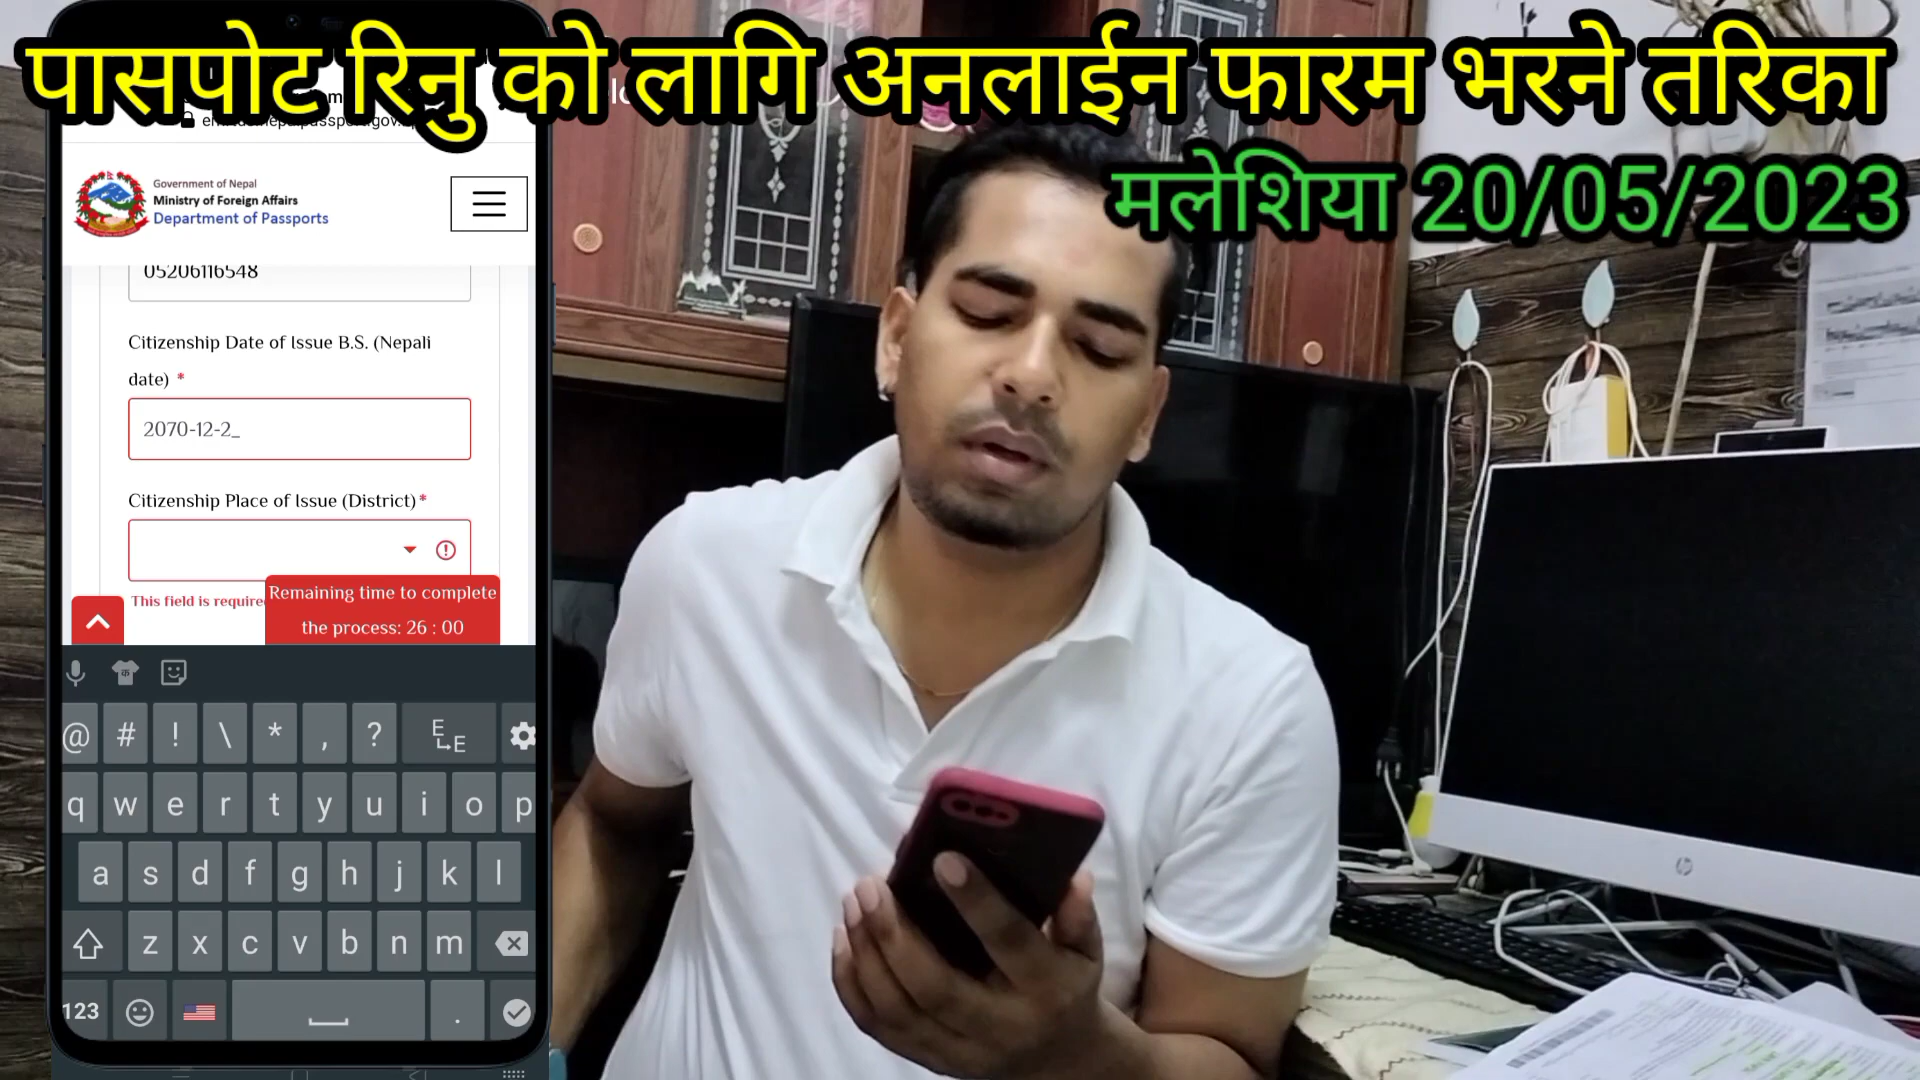 पासपोट रिनु को लागि अनलाईन फारम भरने तरिका
मलेशिया 20/05/2023
Government of Nepal
Ministry of Foreign Affairs
Department of Passports
05206116548
Citizenship Date of Issue B.S. (Nepali
date) *
2070-12-2_
Citizenship Place of Issue (District)*
This field is require
Remaining time to complete
the process: 26 : 00
@ # ! \ * , ? E E
q w e r t y u i o p
a s d f g h j k l
z x c v b n m
123 .
hp